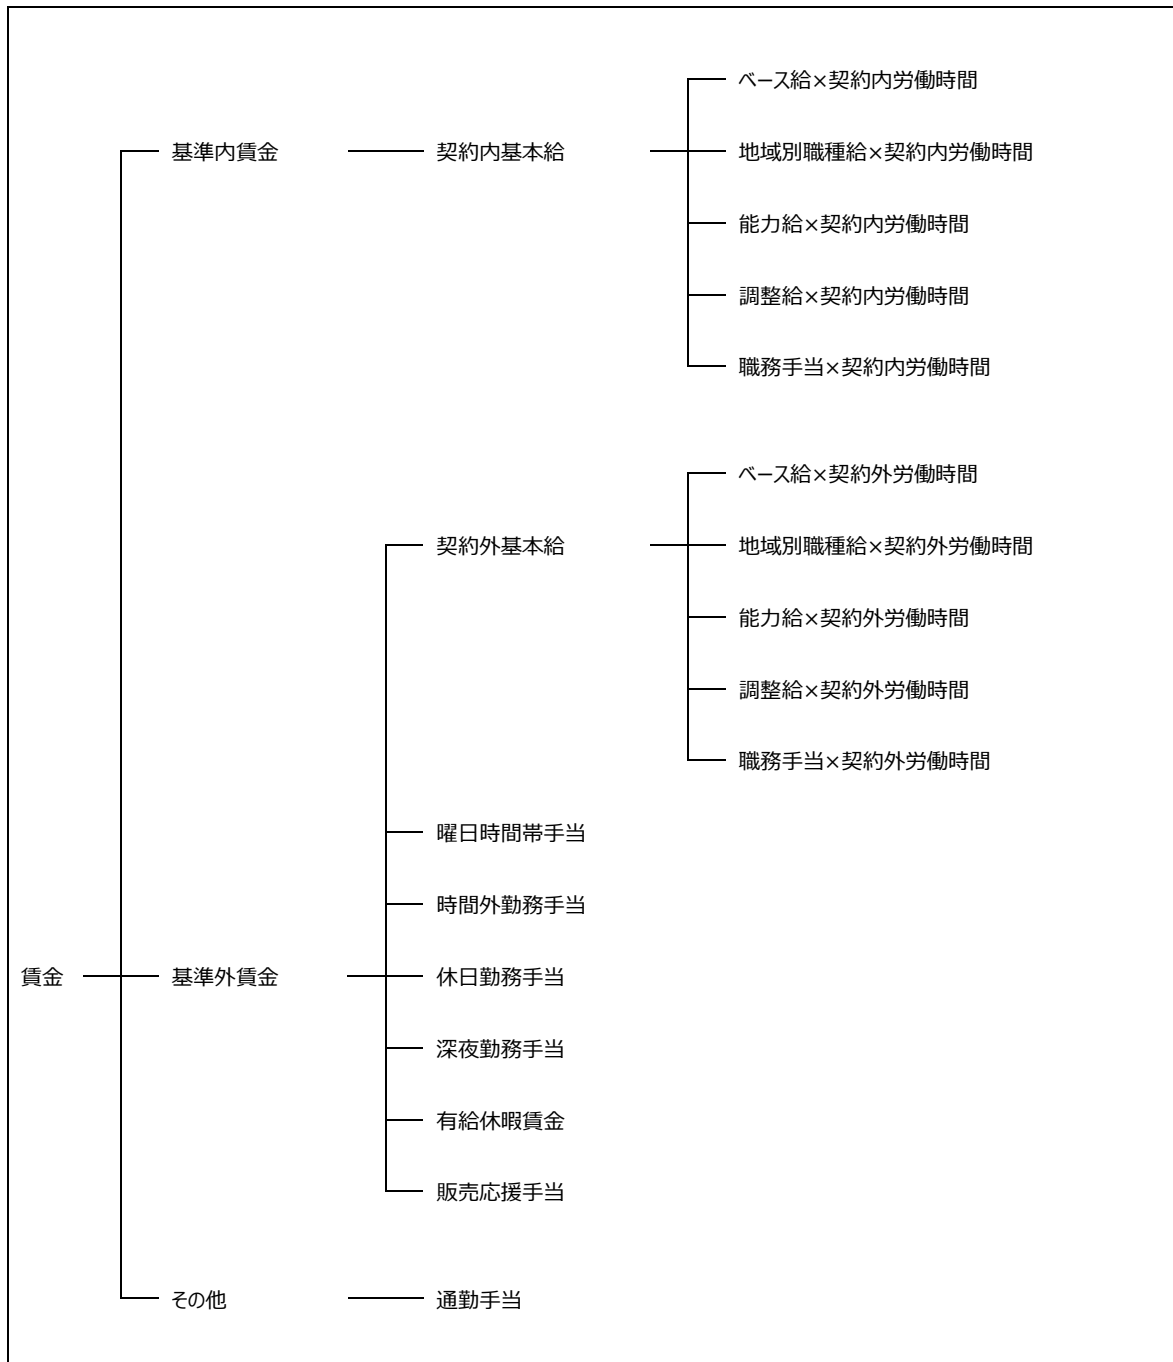 ベース給×契約内労働時間
基準内賃金 契約内基本給 地域別職種給×契約内労働時間
能力給×契約内労働時間
調整給×契約内労働時間
職務手当×契約内労働時間
ベース給×契約外労働時間
契約外基本給 地域別職種給×契約外労働時間
能力給×契約外労働時間
調整給×契約外労働時間
職務手当×契約外労働時間
曜日時間帯手当
時間外勤務手当
賃金 基準外賃金 休日勤務手当
深夜勤務手当
有給休暇賃金
販売応援手当
その他 通勤手当